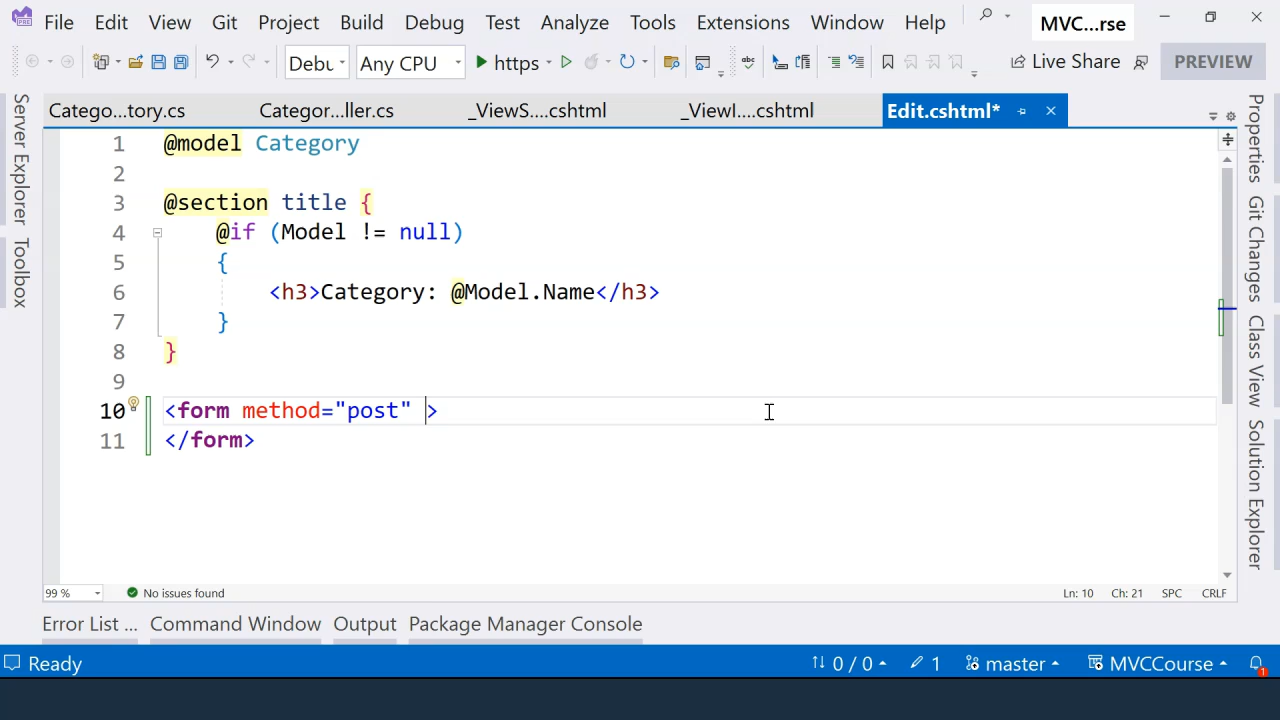 File Edit View Git Project Build Debug Test Analyze Tools Extensions Window Help MVC...rse
Debu Any CPU https Live Share PREVIEW
Catego...tory.cs Categor...ller.cs _ViewS....cshtml _ViewI....cshtml Edit.cshtml*
Server Explorer
Toolbox
1 @model Category
2
3 @section title {
4 @if (Model != null)
5 {
6 <h3>Category: @Model.Name</h3>
7 }
8 }
9
10 <form method="post" >
11 </form>
Properties
Git Changes
Class View
Solution Explorer
99 % No issues found Ln: 10 Ch: 21 SPC CRLF
Error List ... Command Window Output Package Manager Console
Ready 0 / 0 1 master MVCCourse 1